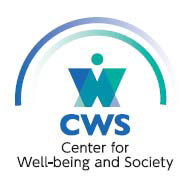 CWS
Center for
Well-being and Society